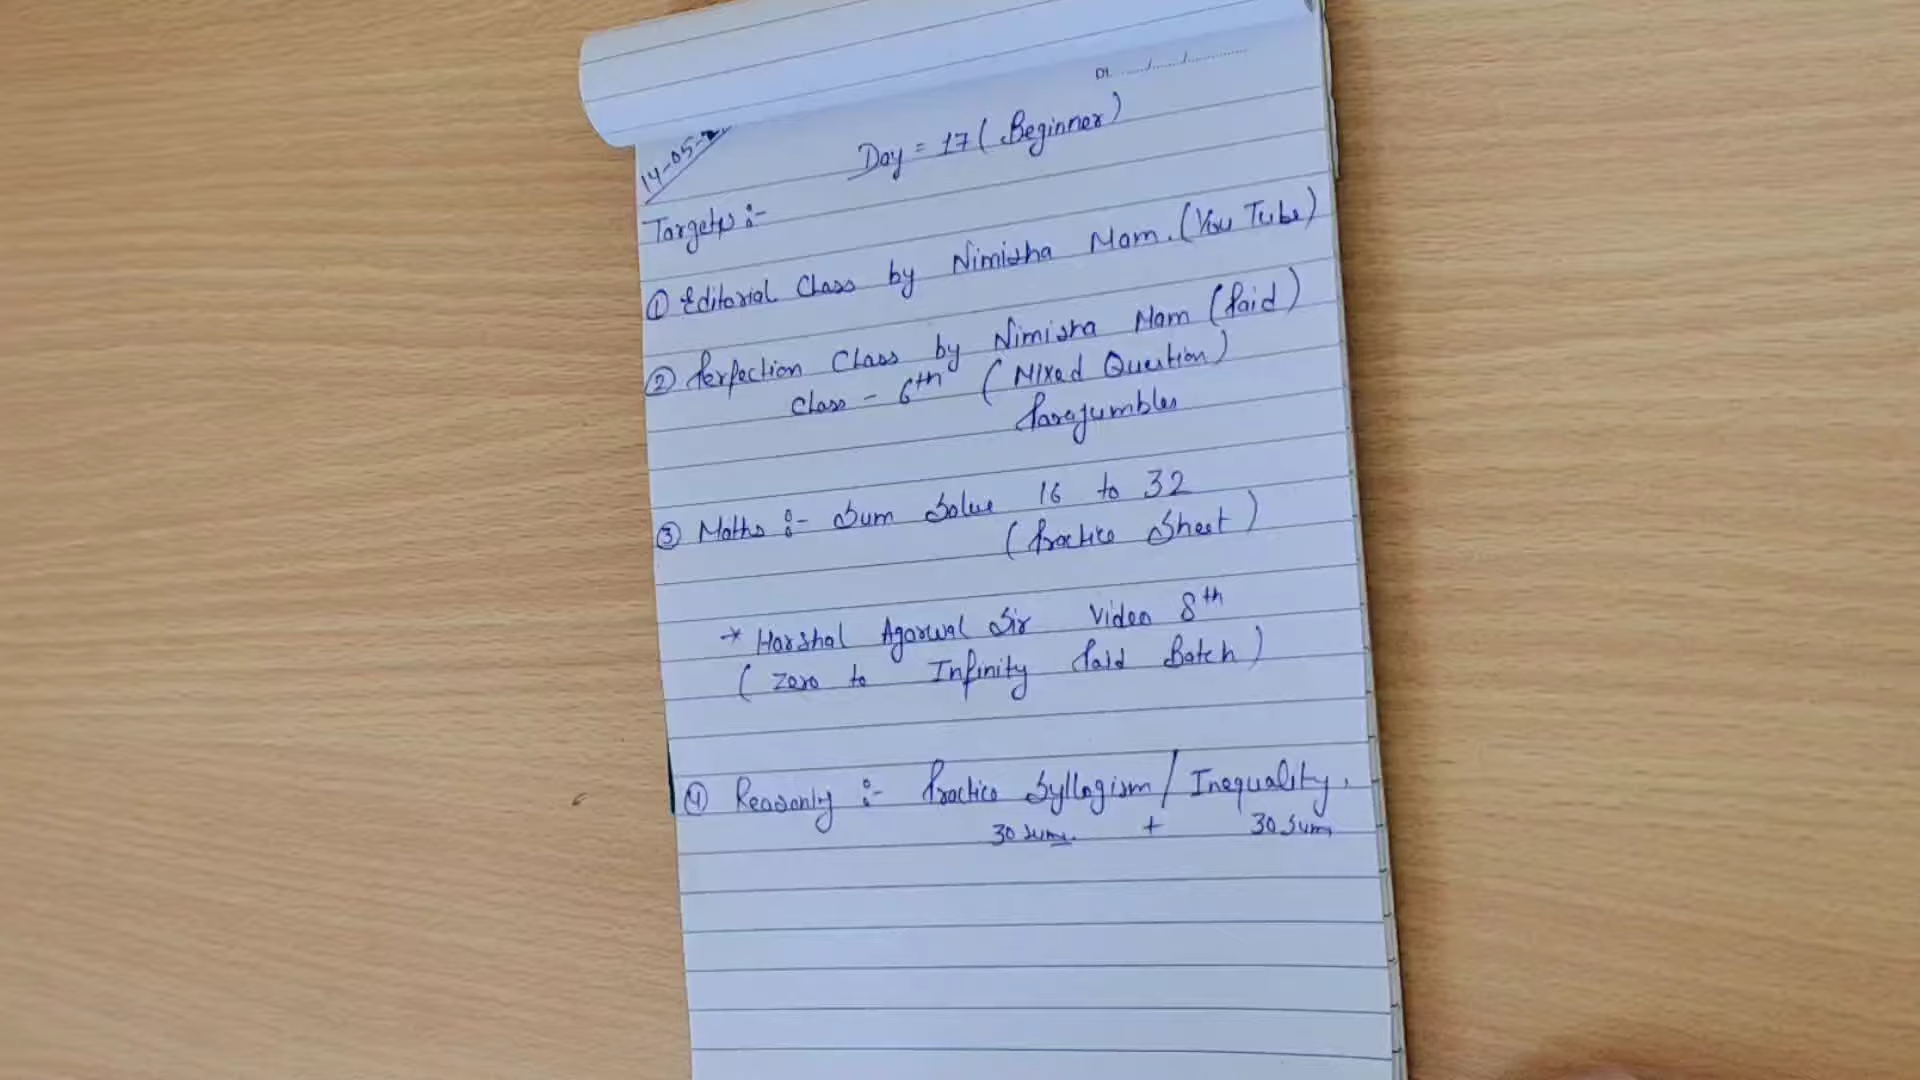 Dt. ....../....../............
14-05-
Day = 17 (Beginner)
Targets :-
① Editorial Class by Nimisha Mam. (You Tube)
② Perfection Class by Nimisha Mam (Paid)
Class - 6th (Mixed Question)
Parajumbles
③ Maths :- Sum Solve 16 to 32
(Practice Sheet)
* Harshal Agarwal Sir Video 8th
(Zero to Infinity Paid Batch)
④ Reasoning :- Practice Syllogism / Inequality.
30 sums + 30 sums